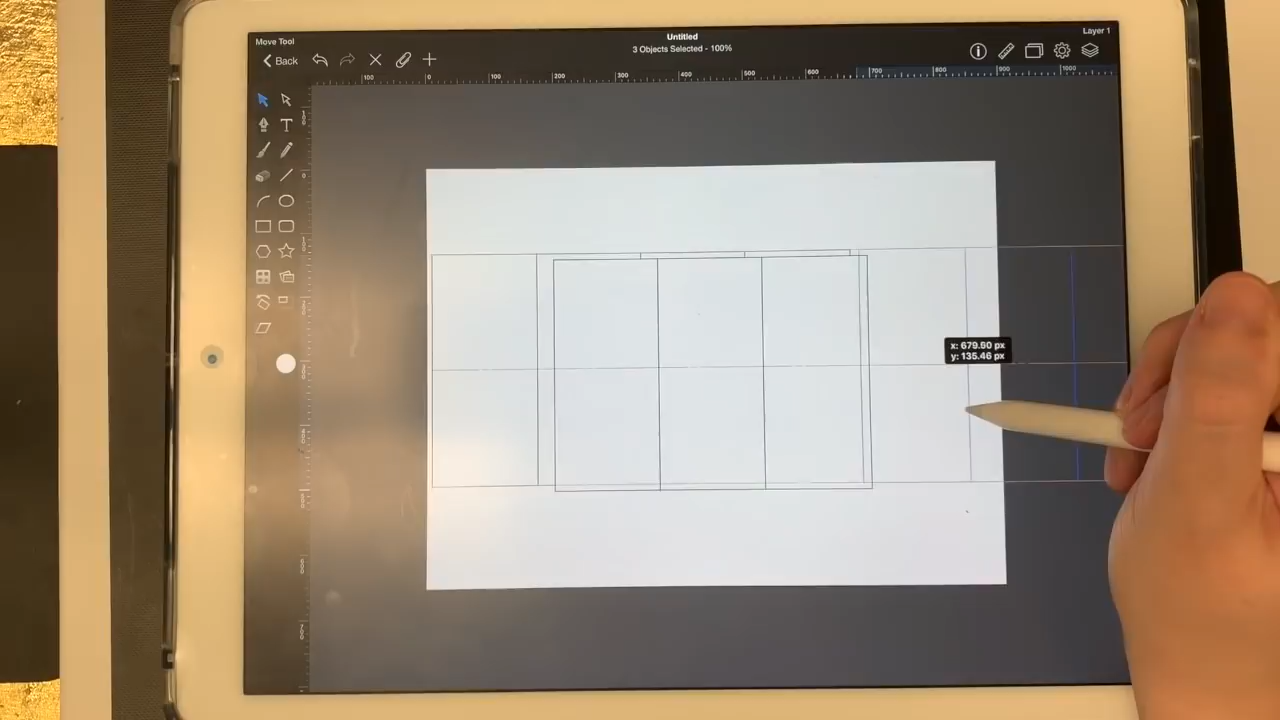 Move Tool
Untitled
Layer 1
Back
3 Objects Selected - 100%
100 0 100 200 300 400 500 600 700 800 900 1000
x: 679.50 px
y: 135.46 px